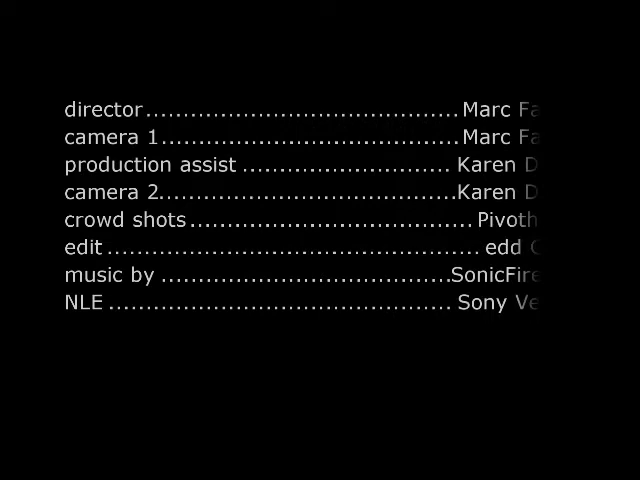 director.......................................... Marc Fa
camera 1........................................ Marc Fa
production assist ............................ Karen D
camera 2........................................Karen D
crowd shots...................................... Pivoth
edit.................................................. edd
music by .......................................SonicFire
NLE .............................................. Sony Ve